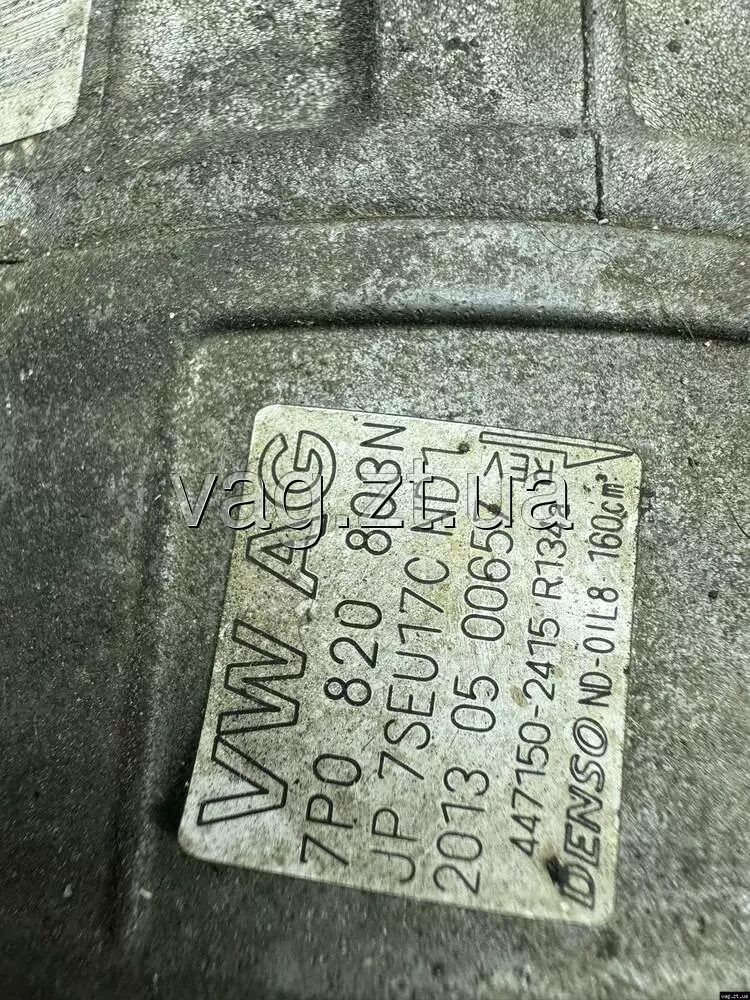 VW AG
7P0 820 803N
JP 7SEU17C ND1
2013 05 0065 >
447150-2415 R134a
DENSO ND-OIL8 160cm³
vag.zt.ua
vag.zt.ua